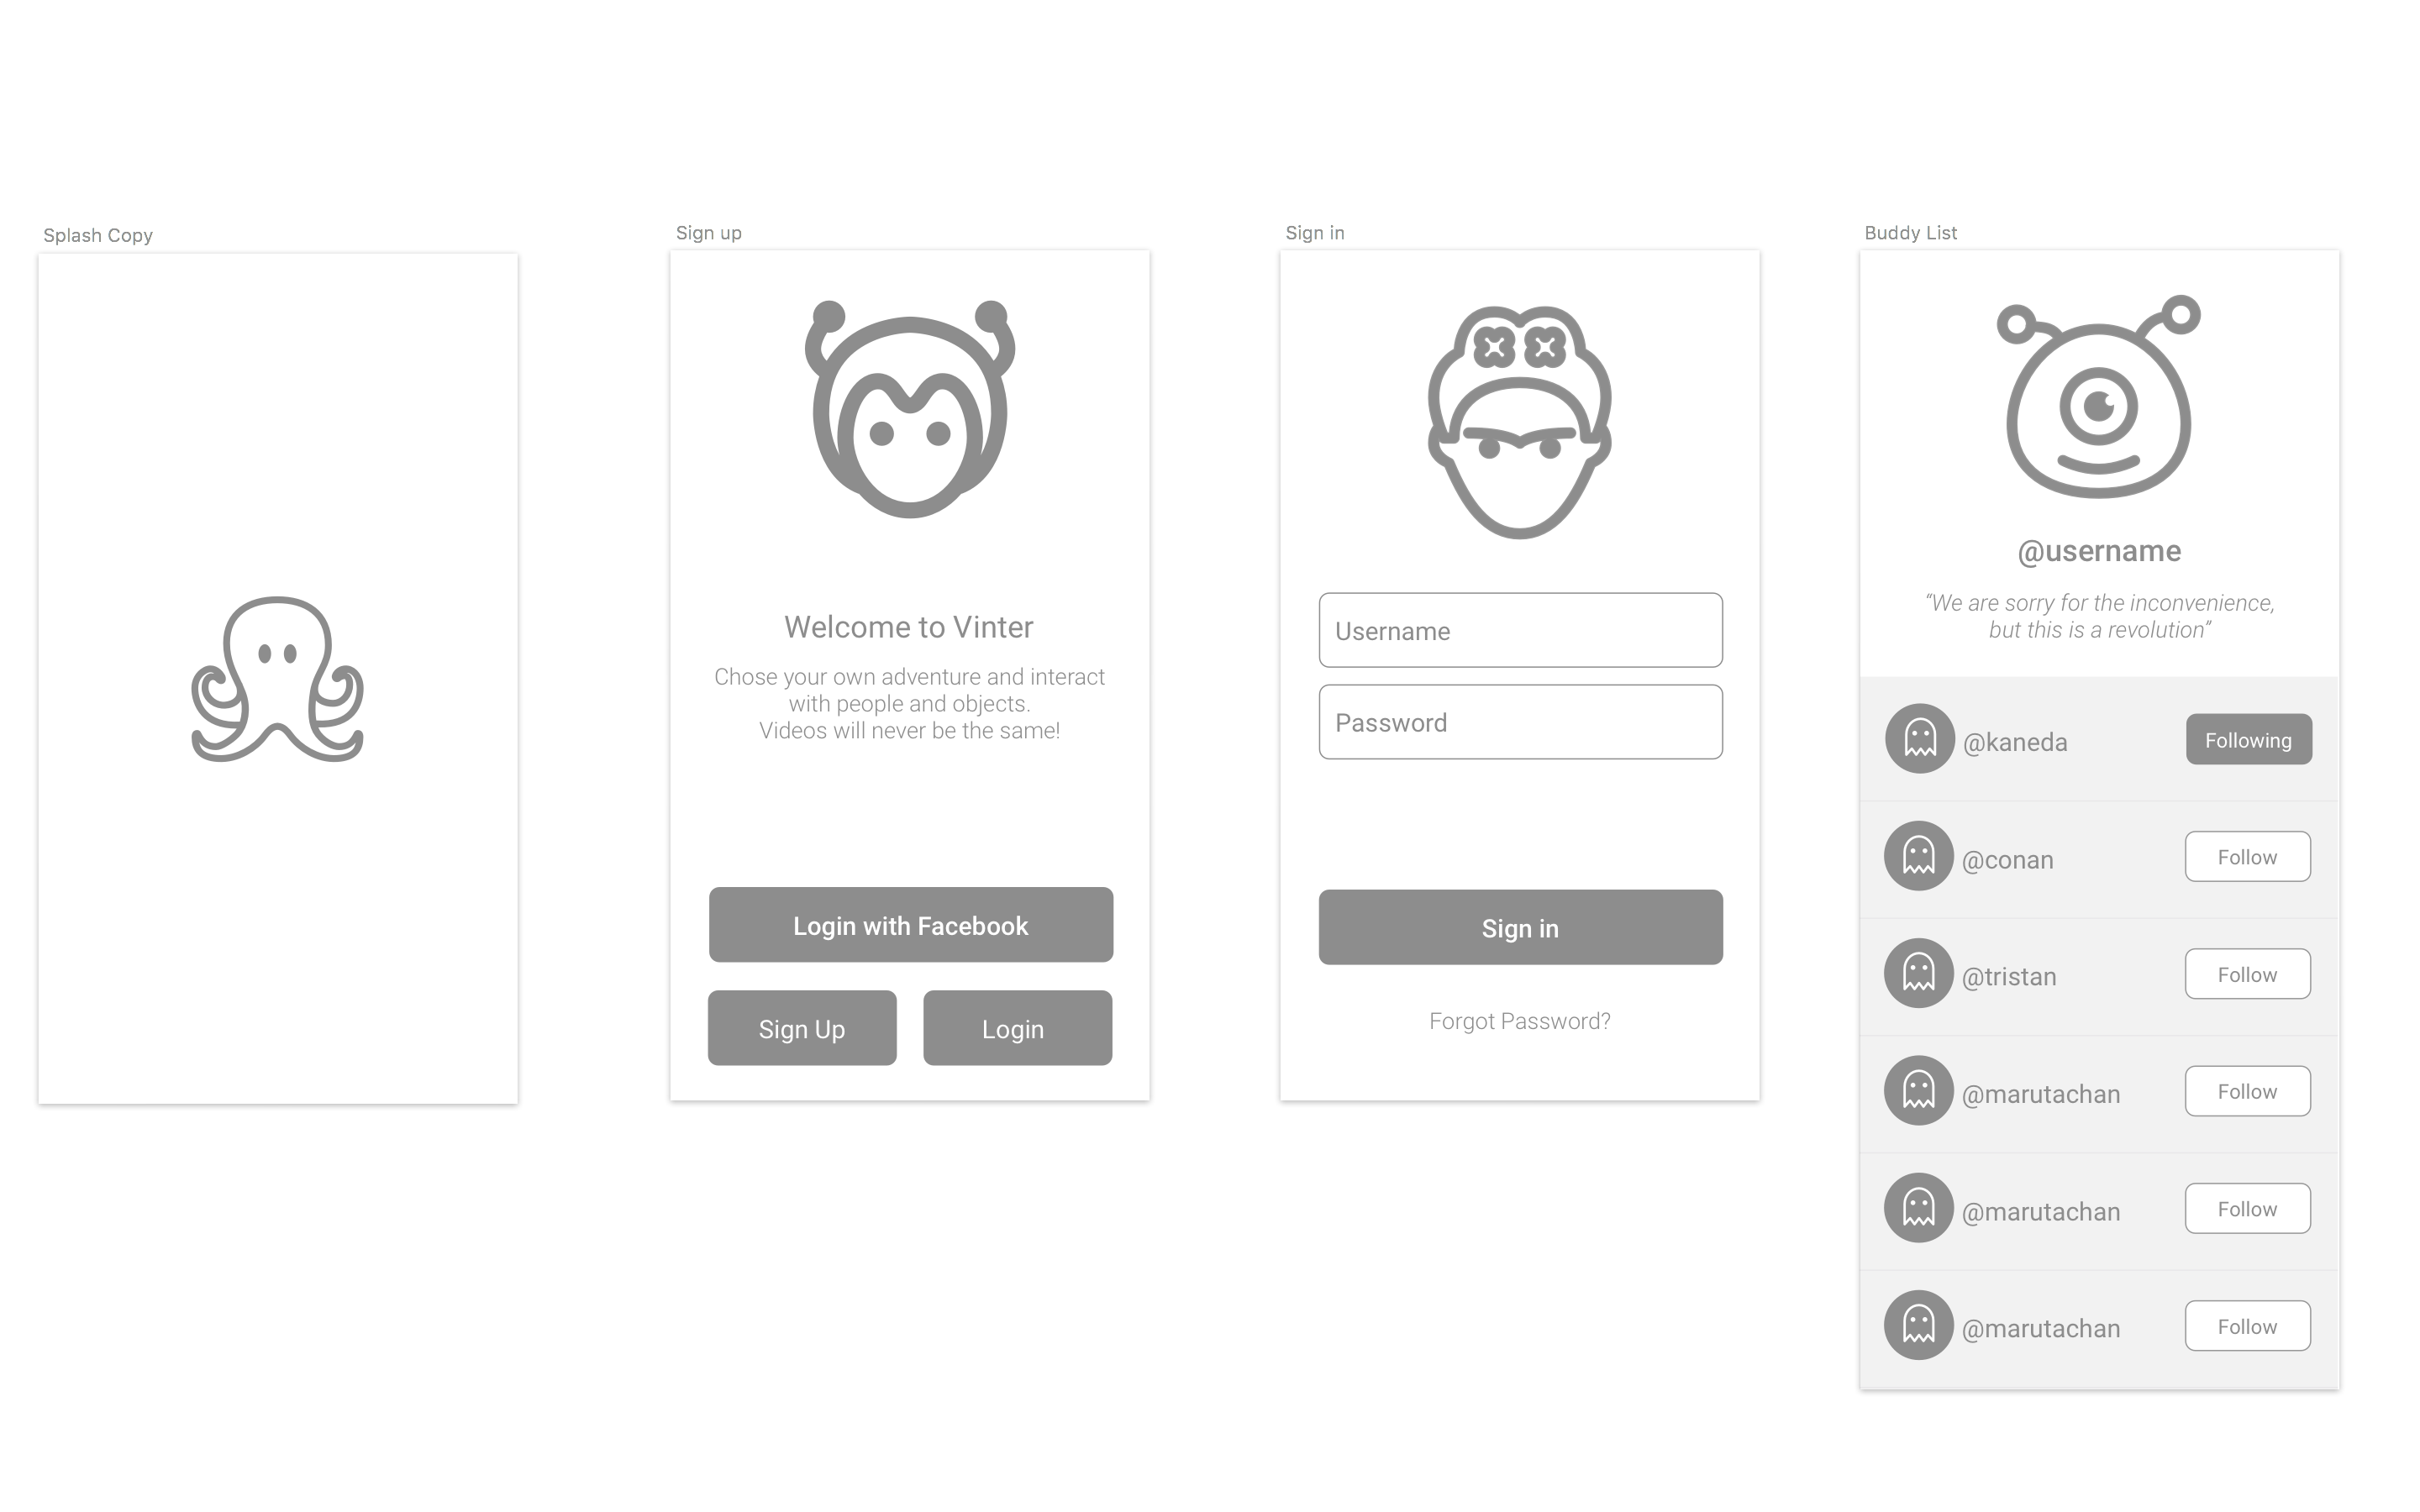 Splash Copy
Sign up
Welcome to Vinter
Chose your own adventure and interact
with people and objects.
Videos will never be the same!
Login with Facebook
Sign Up
Login
Sign in
Username
Password
Sign in
Forgot Password?
Buddy List
@username
“We are sorry for the inconvenience,
but this is a revolution”
@kaneda
Following
@conan
Follow
@tristan
Follow
@marutachan
Follow
@marutachan
Follow
@marutachan
Follow